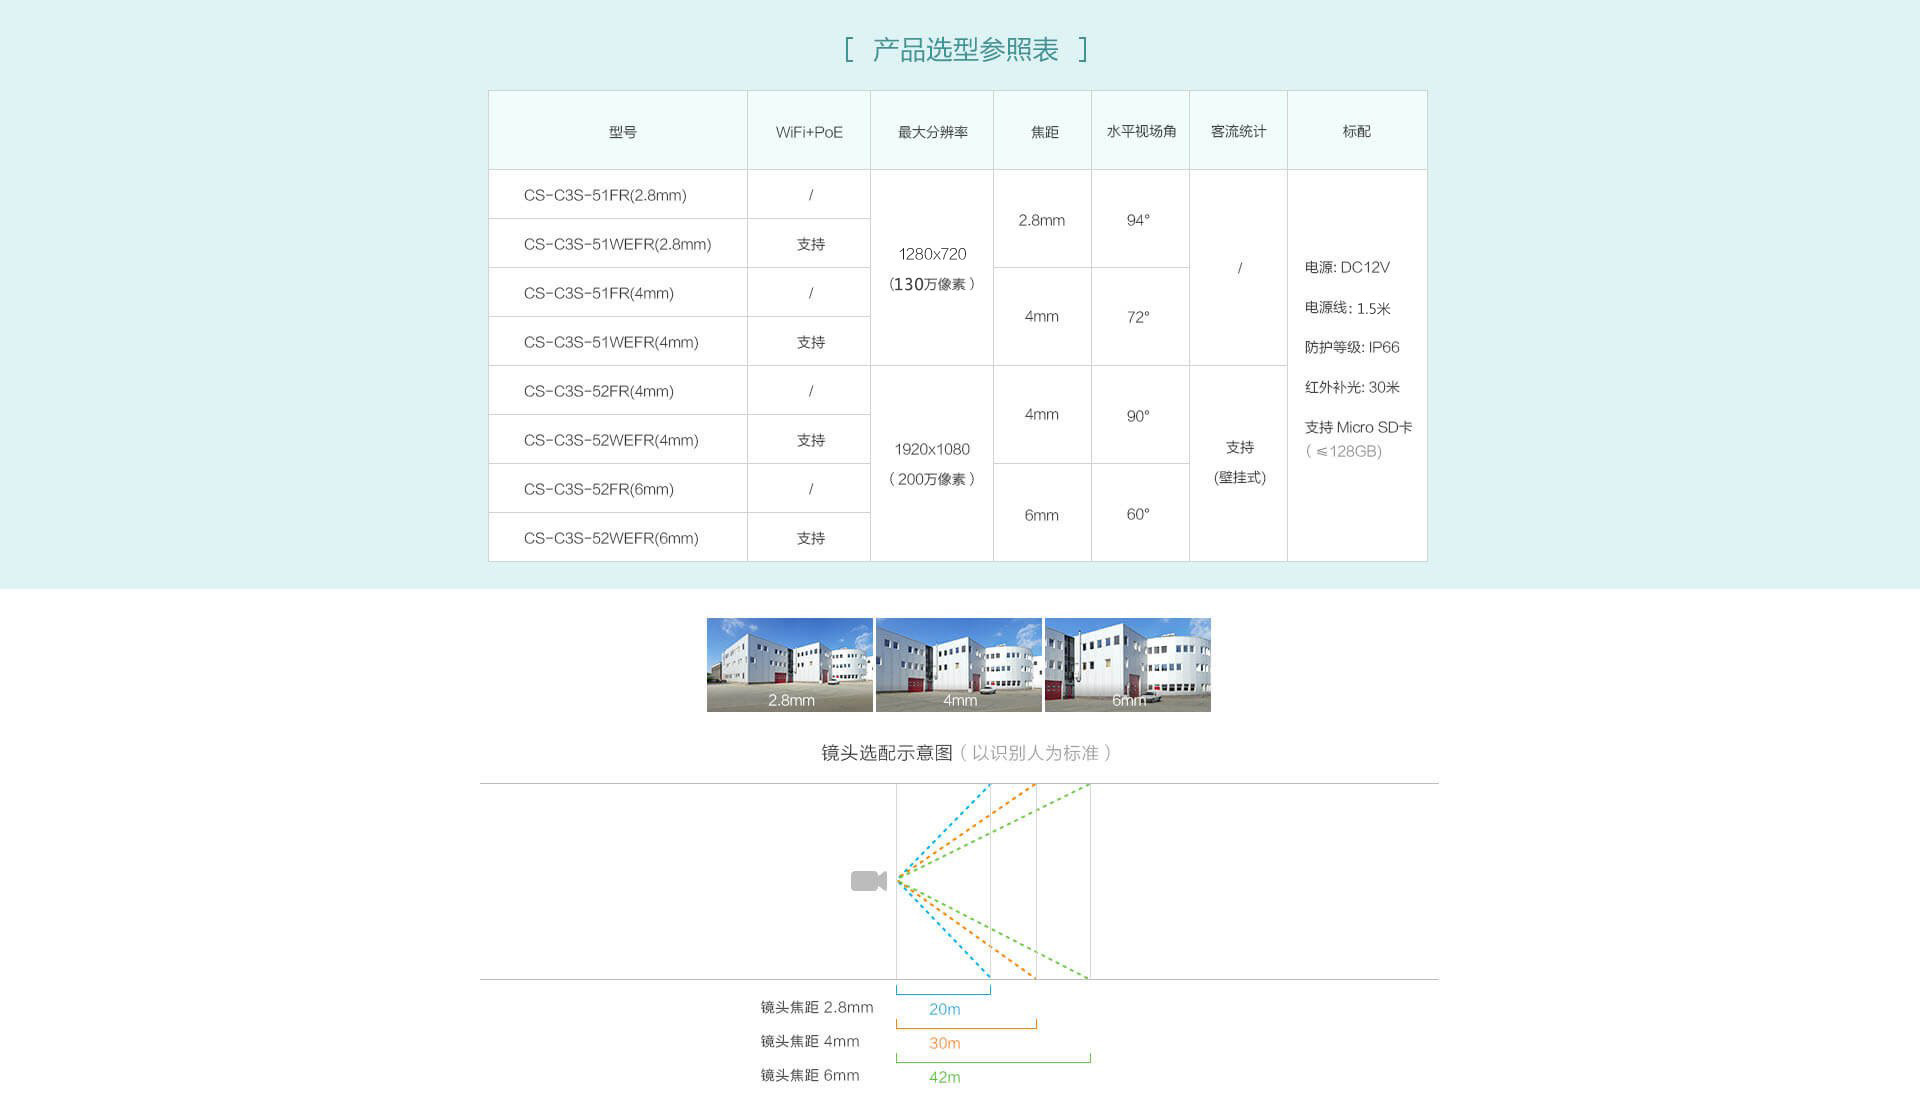 [ 产品选型参照表 ]
型号 WiFi+PoE 最大分辨率 焦距 水平视场角 客流统计 标配
CS-C3S-51FR(2.8mm) /
CS-C3S-51WEFR(2.8mm) 支持
CS-C3S-51FR(4mm) /
CS-C3S-51WEFR(4mm) 支持
CS-C3S-52FR(4mm) /
CS-C3S-52WEFR(4mm) 支持
CS-C3S-52FR(6mm) /
CS-C3S-52WEFR(6mm) 支持
1280x720
（130万像素）
1920x1080
（200万像素）
2.8mm 94°
4mm 72°
4mm 90°
6mm 60°
/
支持
(壁挂式)
电源: DC12V
电源线: 1.5米
防护等级: IP66
红外补光: 30米
支持 Micro SD卡
（ ≤128GB)
2.8mm 4mm 6mm
镜头选配示意图（以识别人为标准）
镜头焦距 2.8mm 20m
镜头焦距 4mm 30m
镜头焦距 6mm 42m